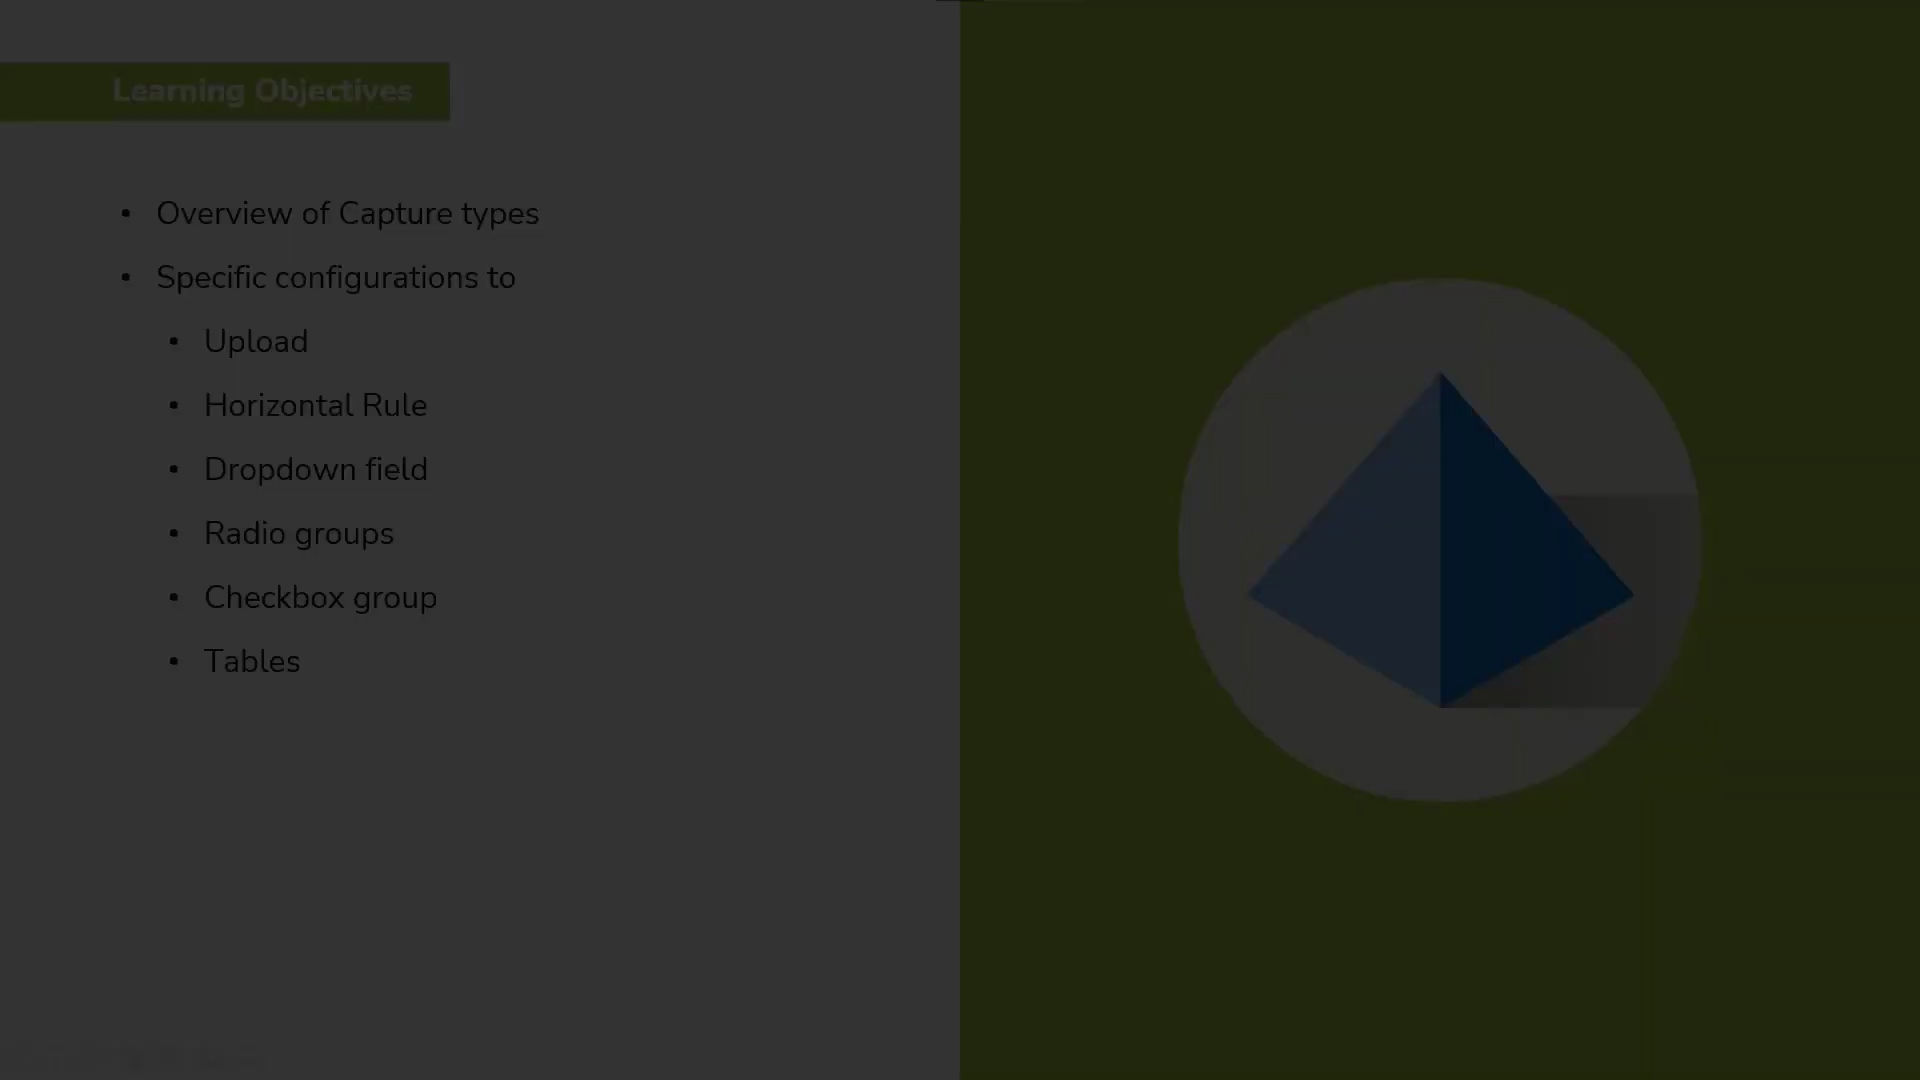 Learning Objectives
• Overview of Capture types
• Specific configurations to
• Upload
• Horizontal Rule
• Dropdown field
• Radio groups
• Checkbox group
• Tables